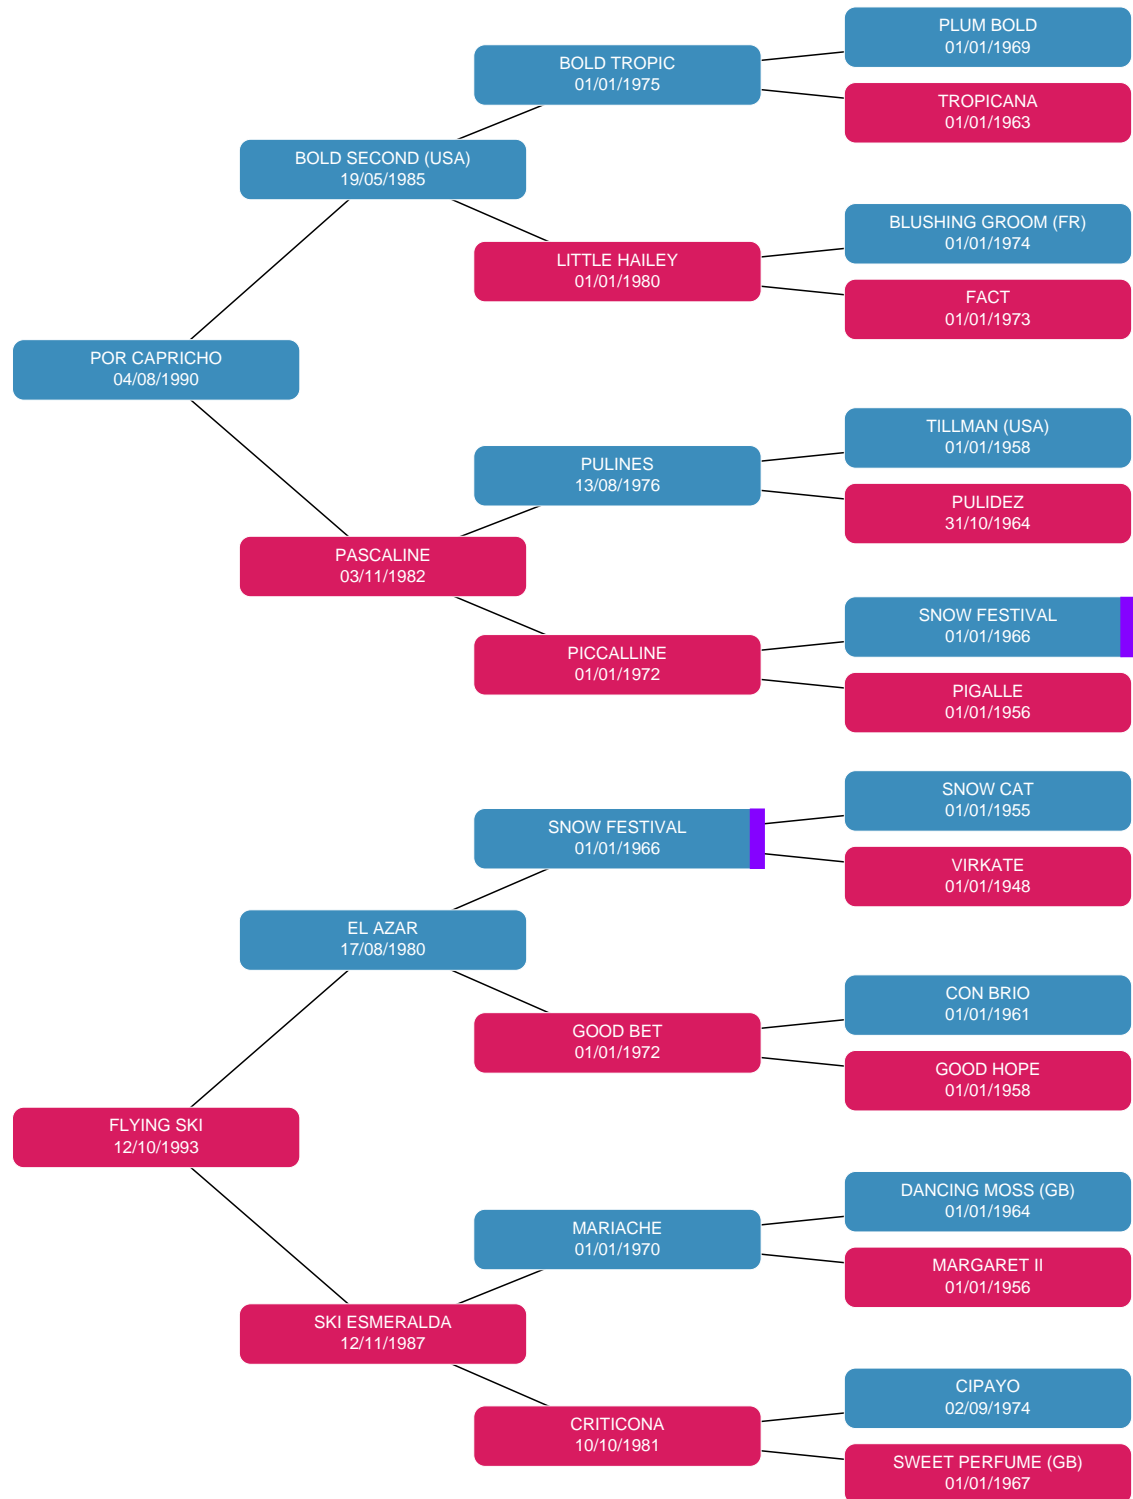 PLUM BOLD
01/01/1969
BOLD TROPIC
01/01/1975
TROPICANA
01/01/1963
BOLD SECOND (USA)
19/05/1985
BLUSHING GROOM (FR)
01/01/1974
LITTLE HAILEY
01/01/1980
FACT
01/01/1973
POR CAPRICHO
04/08/1990
TILLMAN (USA)
01/01/1958
PULINES
13/08/1976
PULIDEZ
31/10/1964
PASCALINE
03/11/1982
SNOW FESTIVAL
01/01/1966
PICCALLINE
01/01/1972
PIGALLE
01/01/1956
SNOW CAT
01/01/1955
SNOW FESTIVAL
01/01/1966
VIRKATE
01/01/1948
EL AZAR
17/08/1980
CON BRIO
01/01/1961
GOOD BET
01/01/1972
GOOD HOPE
01/01/1958
FLYING SKI
12/10/1993
DANCING MOSS (GB)
01/01/1964
MARIACHE
01/01/1970
MARGARET II
01/01/1956
SKI ESMERALDA
12/11/1987
CIPAYO
02/09/1974
CRITICONA
10/10/1981
SWEET PERFUME (GB)
01/01/1967